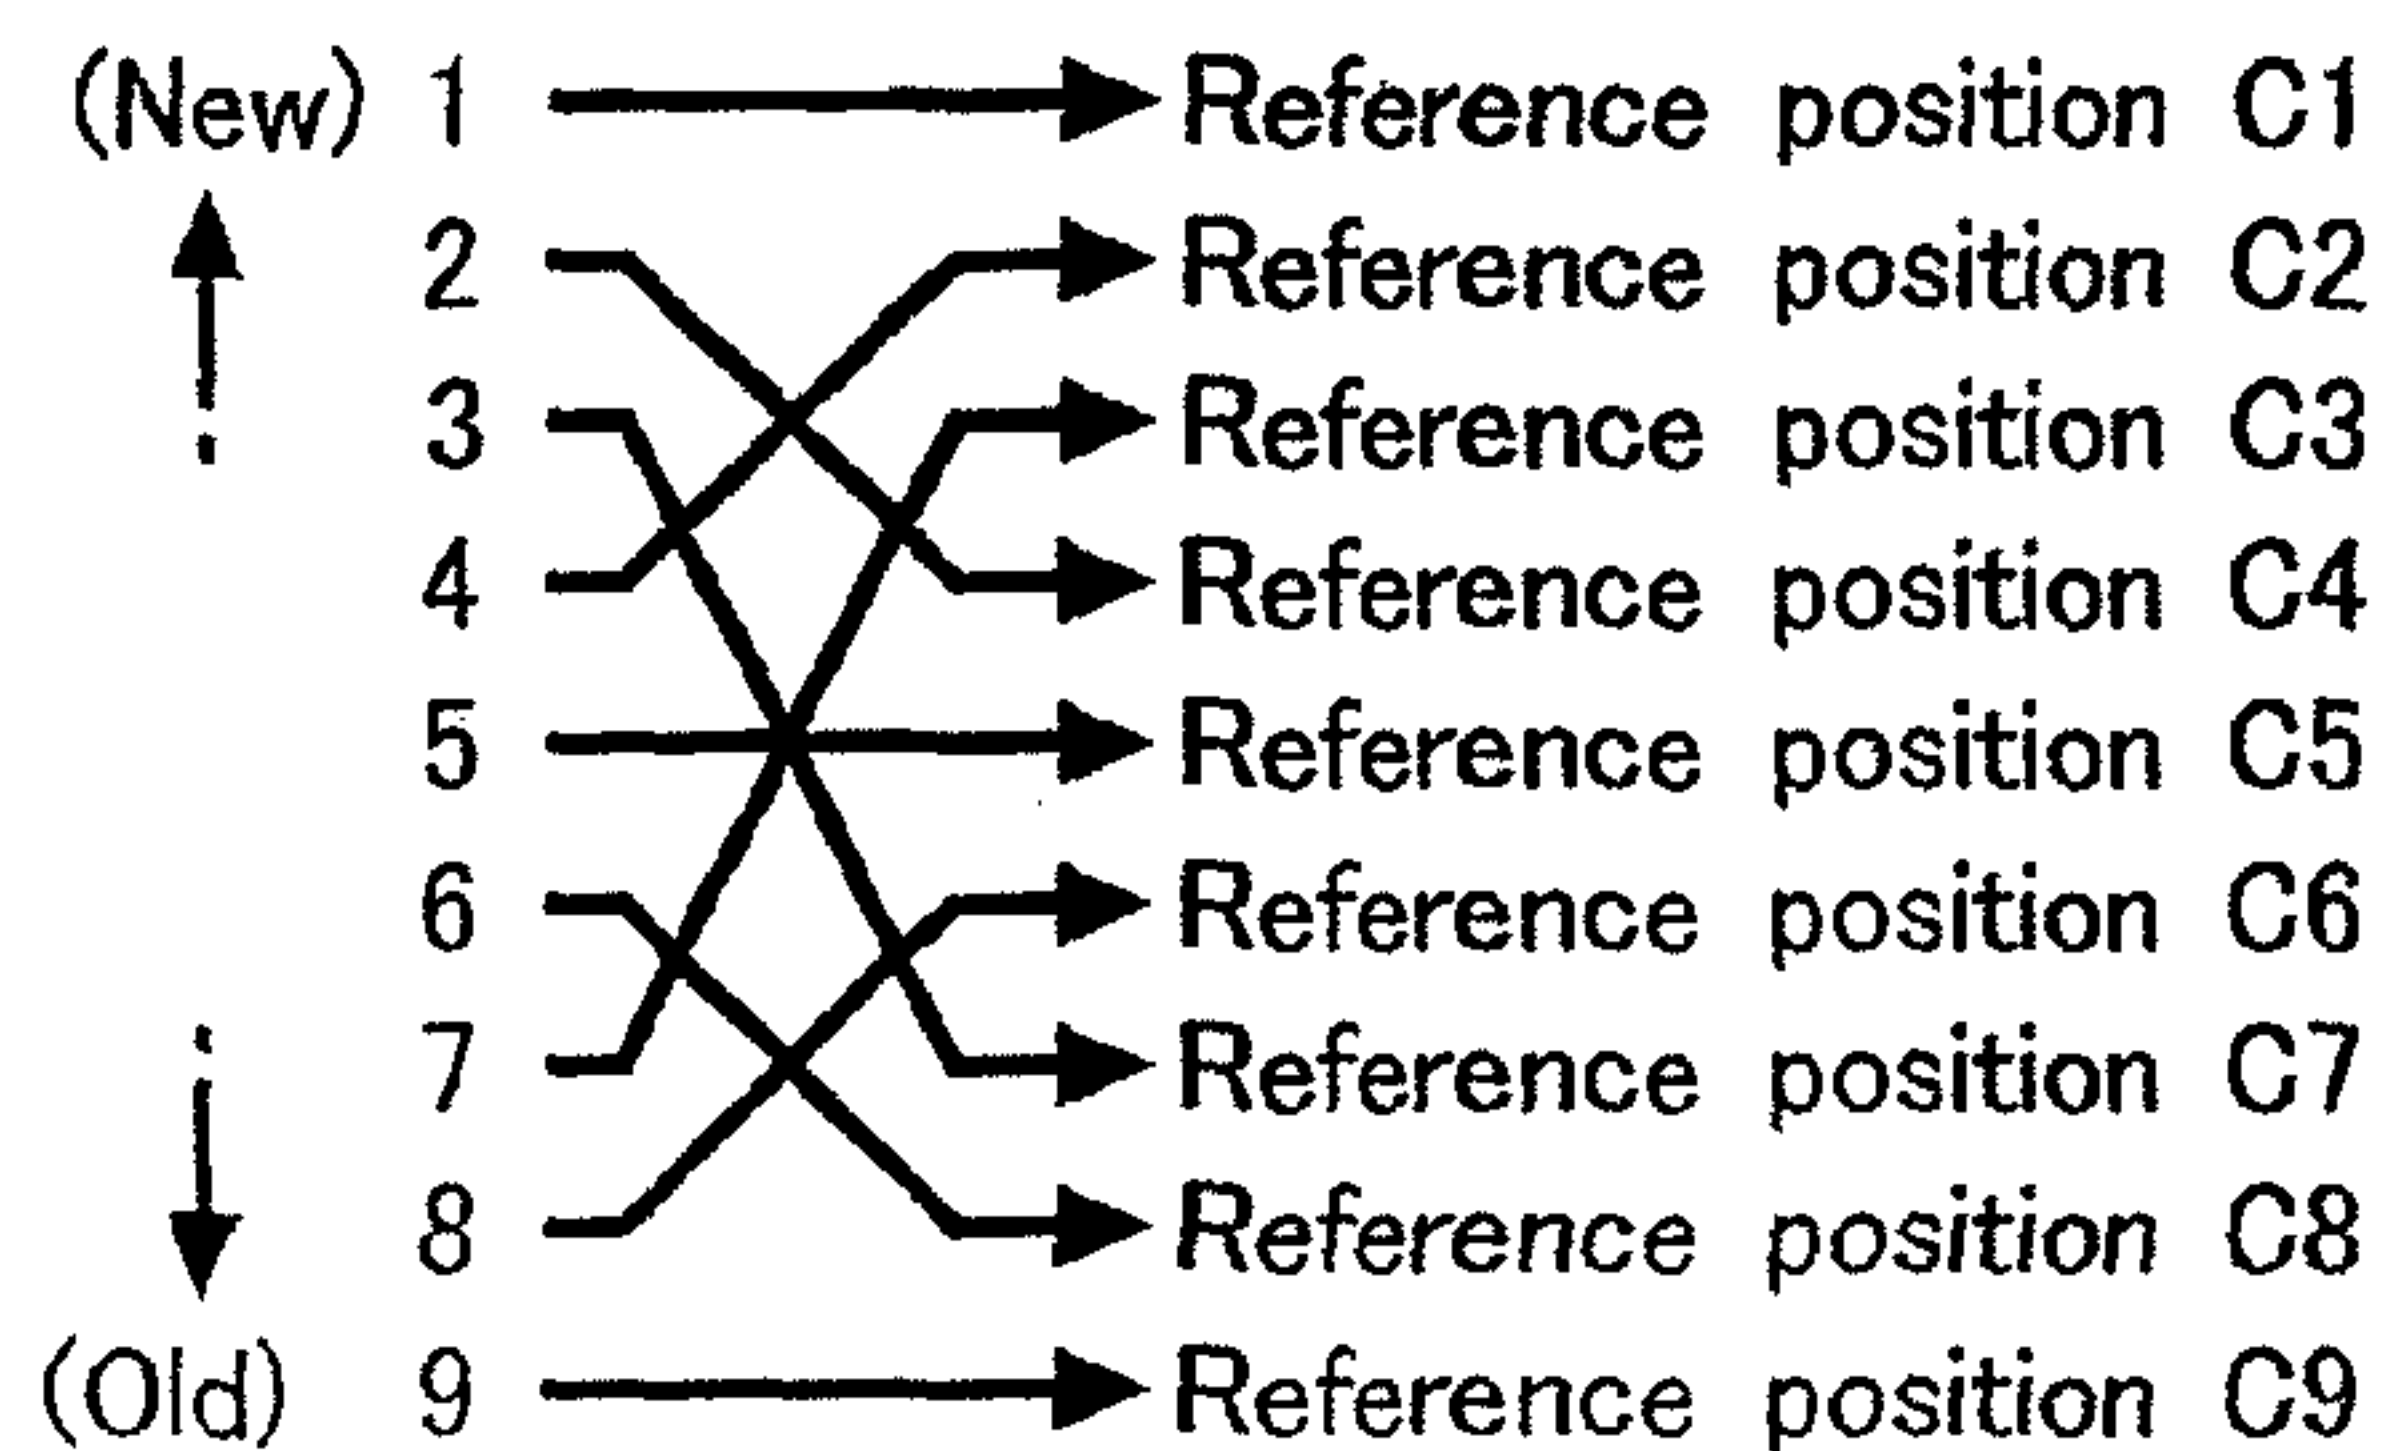 (New) 1 Reference position C1
2 Reference position C2
3 Reference position C3
4 Reference position C4
5 Reference position C5
6 Reference position C6
7 Reference position C7
8 Reference position C8
(Old) 9 Reference position C9